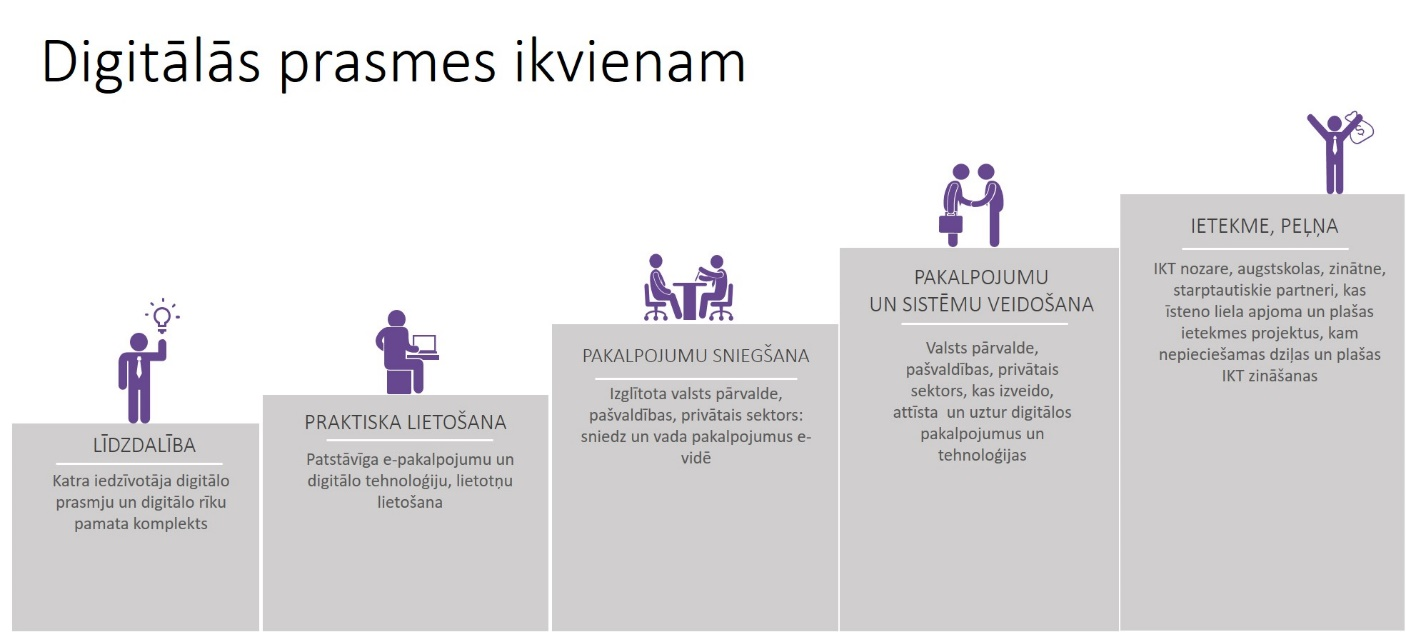 Digitālās prasmes ikvienam
LĪDZDALĪBA
Katra iedzīvotāja digitālo
prasmju un digitālo rīku
pamata komplekts
PRAKTISKA LIETOŠANA
Patstāvīga e-pakalpojumu un
digitālo tehnoloģiju, lietotņu
lietošana
PAKALPOJUMU SNIEGŠANA
Izglītota valsts pārvalde,
pašvaldības, privātais sektors:
sniedz un vada pakalpojumus e-
vidē
PAKALPOJUMU
UN SISTĒMU VEIDOŠANA
Valsts pārvalde,
pašvaldības, privātais
sektors, kas izveido,
attīsta un uztur digitālos
pakalpojumus un
tehnoloģijas
IETEKME, PEĻŅA
IKT nozare, augstskolas, zinātne,
starptautiskie partneri, kas
īsteno liela apjoma un plašas
ietekmes projektus, kam
nepieciešamas dziļas un plašas
IKT zināšanas
$